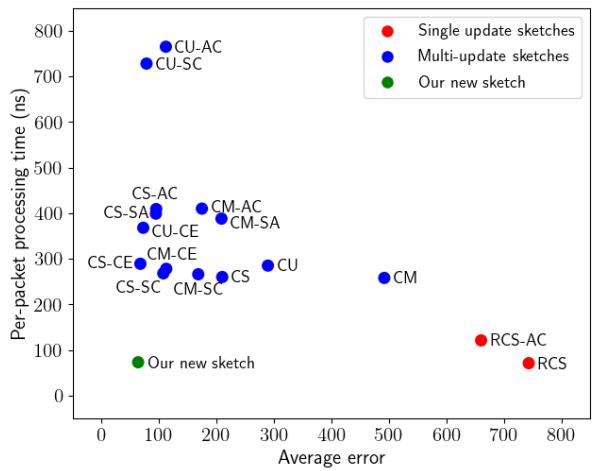 800
700
600
500
400
300
200
100
0
Per-packet processing time (ns)
Single update sketches
Multi-update sketches
Our new sketch
CU-AC
CU-SC
CS-AC
CS-SA
CM-AC
CM-SA
CU-CE
CM-CE
CS-CE
CU
CS-SC
CM-SC
CS
CM
RCS-AC
RCS
Our new sketch
0 100 200 300 400 500 600 700 800
Average error